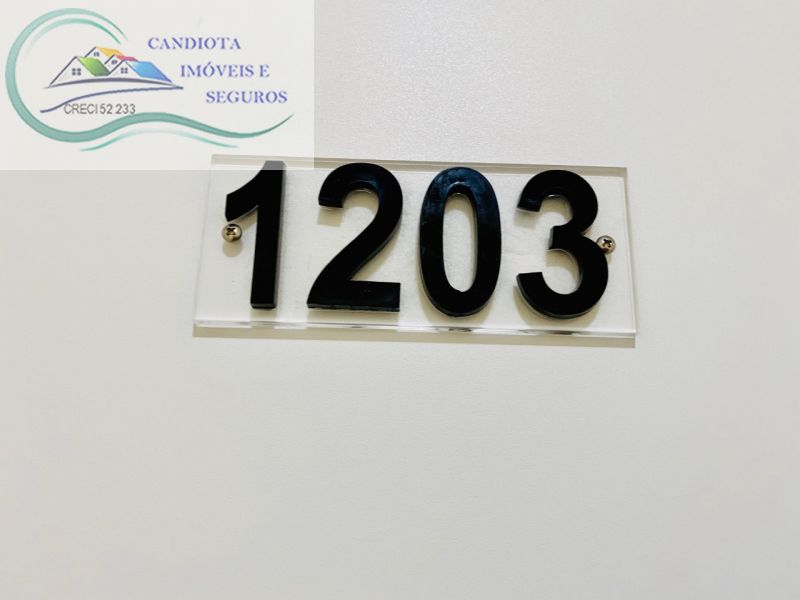 CANDIOTA
IMÓVEIS E
SEGUROS
CRECI 52.233
1203